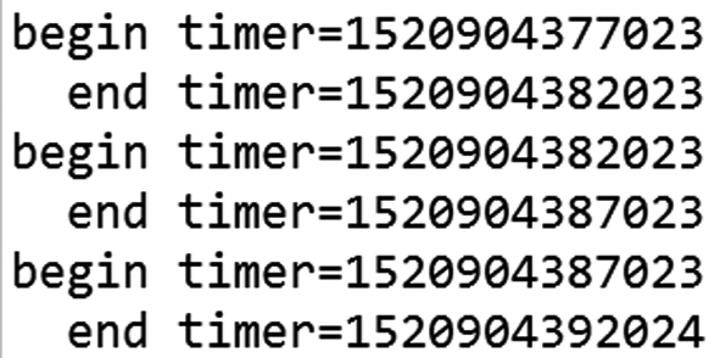 begin timer=1520904377023
end timer=1520904382023
begin timer=1520904382023
end timer=1520904387023
begin timer=1520904387023
end timer=1520904392024